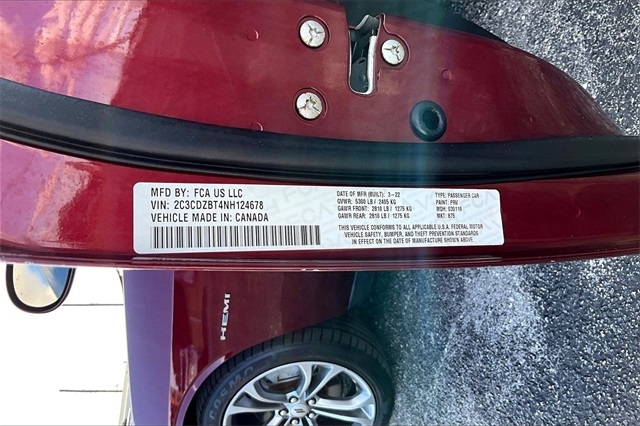 MFD BY: FCA US LLC
VIN: 2C3CDZBT4NH124678
VEHICLE MADE IN: CANADA
DATE OF MFR (BUILT): 3-22
GVWR: 5300 LB / 2405 KG
GAWR FRONT: 2810 LB / 1275 KG
GAWR REAR: 2810 LB / 1275 KG
TYPE: PASSENGER CAR
PAINT: PRV
MDH: 030118
MKT: 875
THIS VEHICLE CONFORMS TO ALL APPLICABLE U.S.A. FEDERAL MOTOR
VEHICLE SAFETY, BUMPER, AND THEFT PREVENTION STANDARDS
IN EFFECT ON THE DATE OF MANUFACTURE SHOWN ABOVE.
HEMI